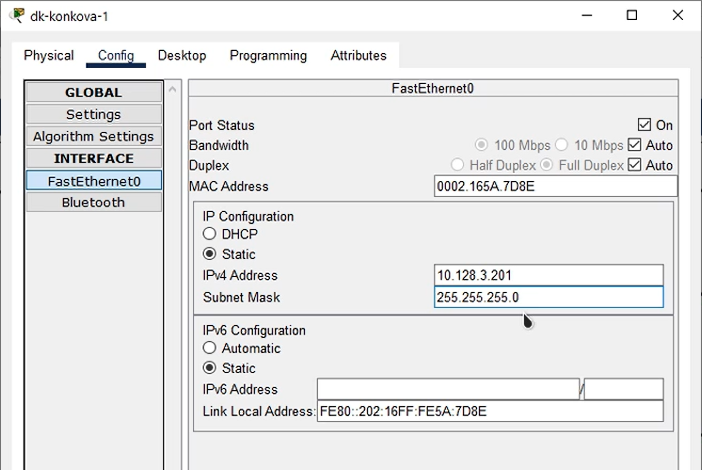 dk-konkova-1
Physical Config Desktop Programming Attributes
GLOBAL
Settings
Algorithm Settings
INTERFACE
FastEthernet0
Bluetooth
FastEthernet0
Port Status On
Bandwidth 100 Mbps 10 Mbps Auto
Duplex Half Duplex Full Duplex Auto
MAC Address 0002.165A.7D8E
IP Configuration
DHCP
Static
IPv4 Address 10.128.3.201
Subnet Mask 255.255.255.0
IPv6 Configuration
Automatic
Static
IPv6 Address /
Link Local Address: FE80::202:16FF:FE5A:7D8E